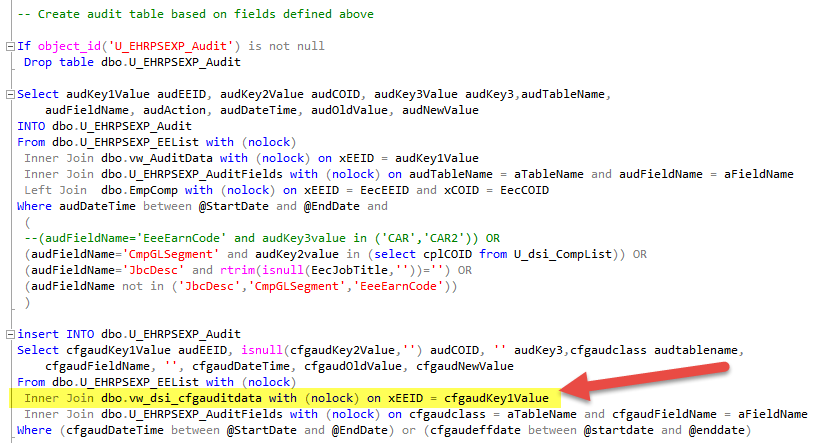 -- Create audit table based on fields defined above
If object_id('U_EHRPSEXP_Audit') is not null
Drop table dbo.U_EHRPSEXP_Audit
Select audKey1Value audEEID, audKey2Value audCOID, audKey3Value audKey3,audTableName,
audFieldName, audAction, audDateTime, audOldValue, audNewValue
INTO dbo.U_EHRPSEXP_Audit
From dbo.U_EHRPSEXP_EEList with (nolock)
Inner Join dbo.vw_AuditData with (nolock) on xEEID = audKey1Value
Inner Join dbo.U_EHRPSEXP_AuditFields with (nolock) on audTableName = aTableName and audFieldName = aFieldName
Left Join  dbo.EmpComp with (nolock) on xEEID = EecEEID and xCOID = EecCOID
Where audDateTime between @StartDate and @EndDate and
(
--(audFieldName='EeeEarnCode' and audKey3value in ('CAR','CAR2')) OR
(audFieldName='CmpGLSegment' and audKey2value in (select cplCOID from U_dsi_CompList)) OR
(audFieldName='JbcDesc' and rtrim(isnull(EecJobTitle,''))='') OR
(audFieldName not in ('JbcDesc','CmpGLSegment','EeeEarnCode'))
)
insert INTO dbo.U_EHRPSEXP_Audit
Select cfgaudKey1Value audEEID, isnull(cfgaudKey2Value,'') audCOID, '' audKey3,cfgaudclass audtablename,
cfgaudFieldName, '', cfgaudDateTime, cfgaudOldValue, cfgaudNewValue
From dbo.U_EHRPSEXP_EEList with (nolock)
Inner Join dbo.vw_dsi_cfgauditdata with (nolock) on xEEID = cfgaudKey1Value
Inner Join dbo.U_EHRPSEXP_AuditFields with (nolock) on cfgaudclass = aTableName and cfgaudFieldName = aFieldName
Where (cfgaudDateTime between @StartDate and @EndDate) or (cfgaudeffdate between @startdate and @enddate)